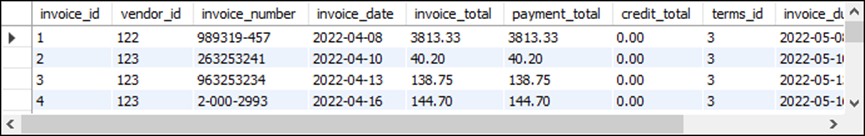 invoice_id vendor_id invoice_number invoice_date invoice_total payment_total credit_total terms_id
1 122 989319-457 2022-04-08 3813.33 3813.33 0.00 3
2 123 263253241 2022-04-10 40.20 40.20 0.00 3
3 123 963253234 2022-04-13 138.75 138.75 0.00 3
4 123 2-000-2993 2022-04-16 144.70 144.70 0.00 3